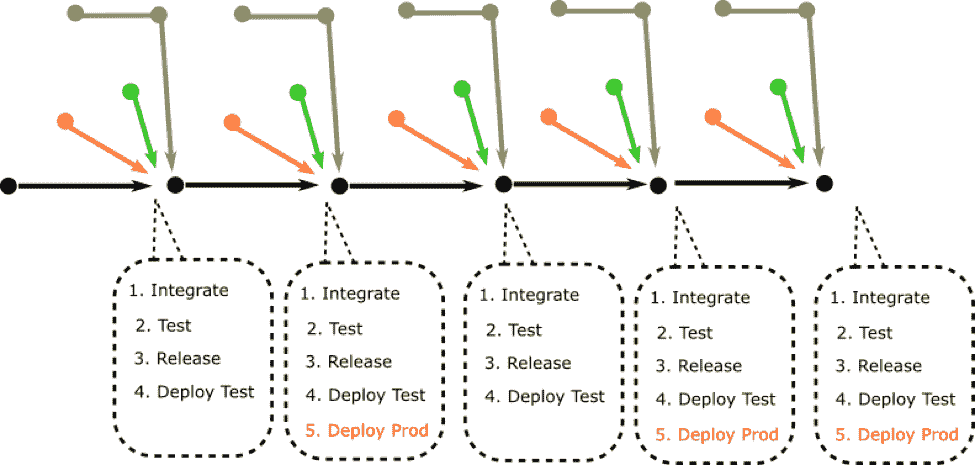 1. Integrate
2. Test
3. Release
4. Deploy Test
1. Integrate
2. Test
3. Release
4. Deploy Test
5. Deploy Prod
1. Integrate
2. Test
3. Release
4. Deploy Test
1. Integrate
2. Test
3. Release
4. Deploy Test
5. Deploy Prod
1. Integrate
2. Test
3. Release
4. Deploy Test
5. Deploy Prod